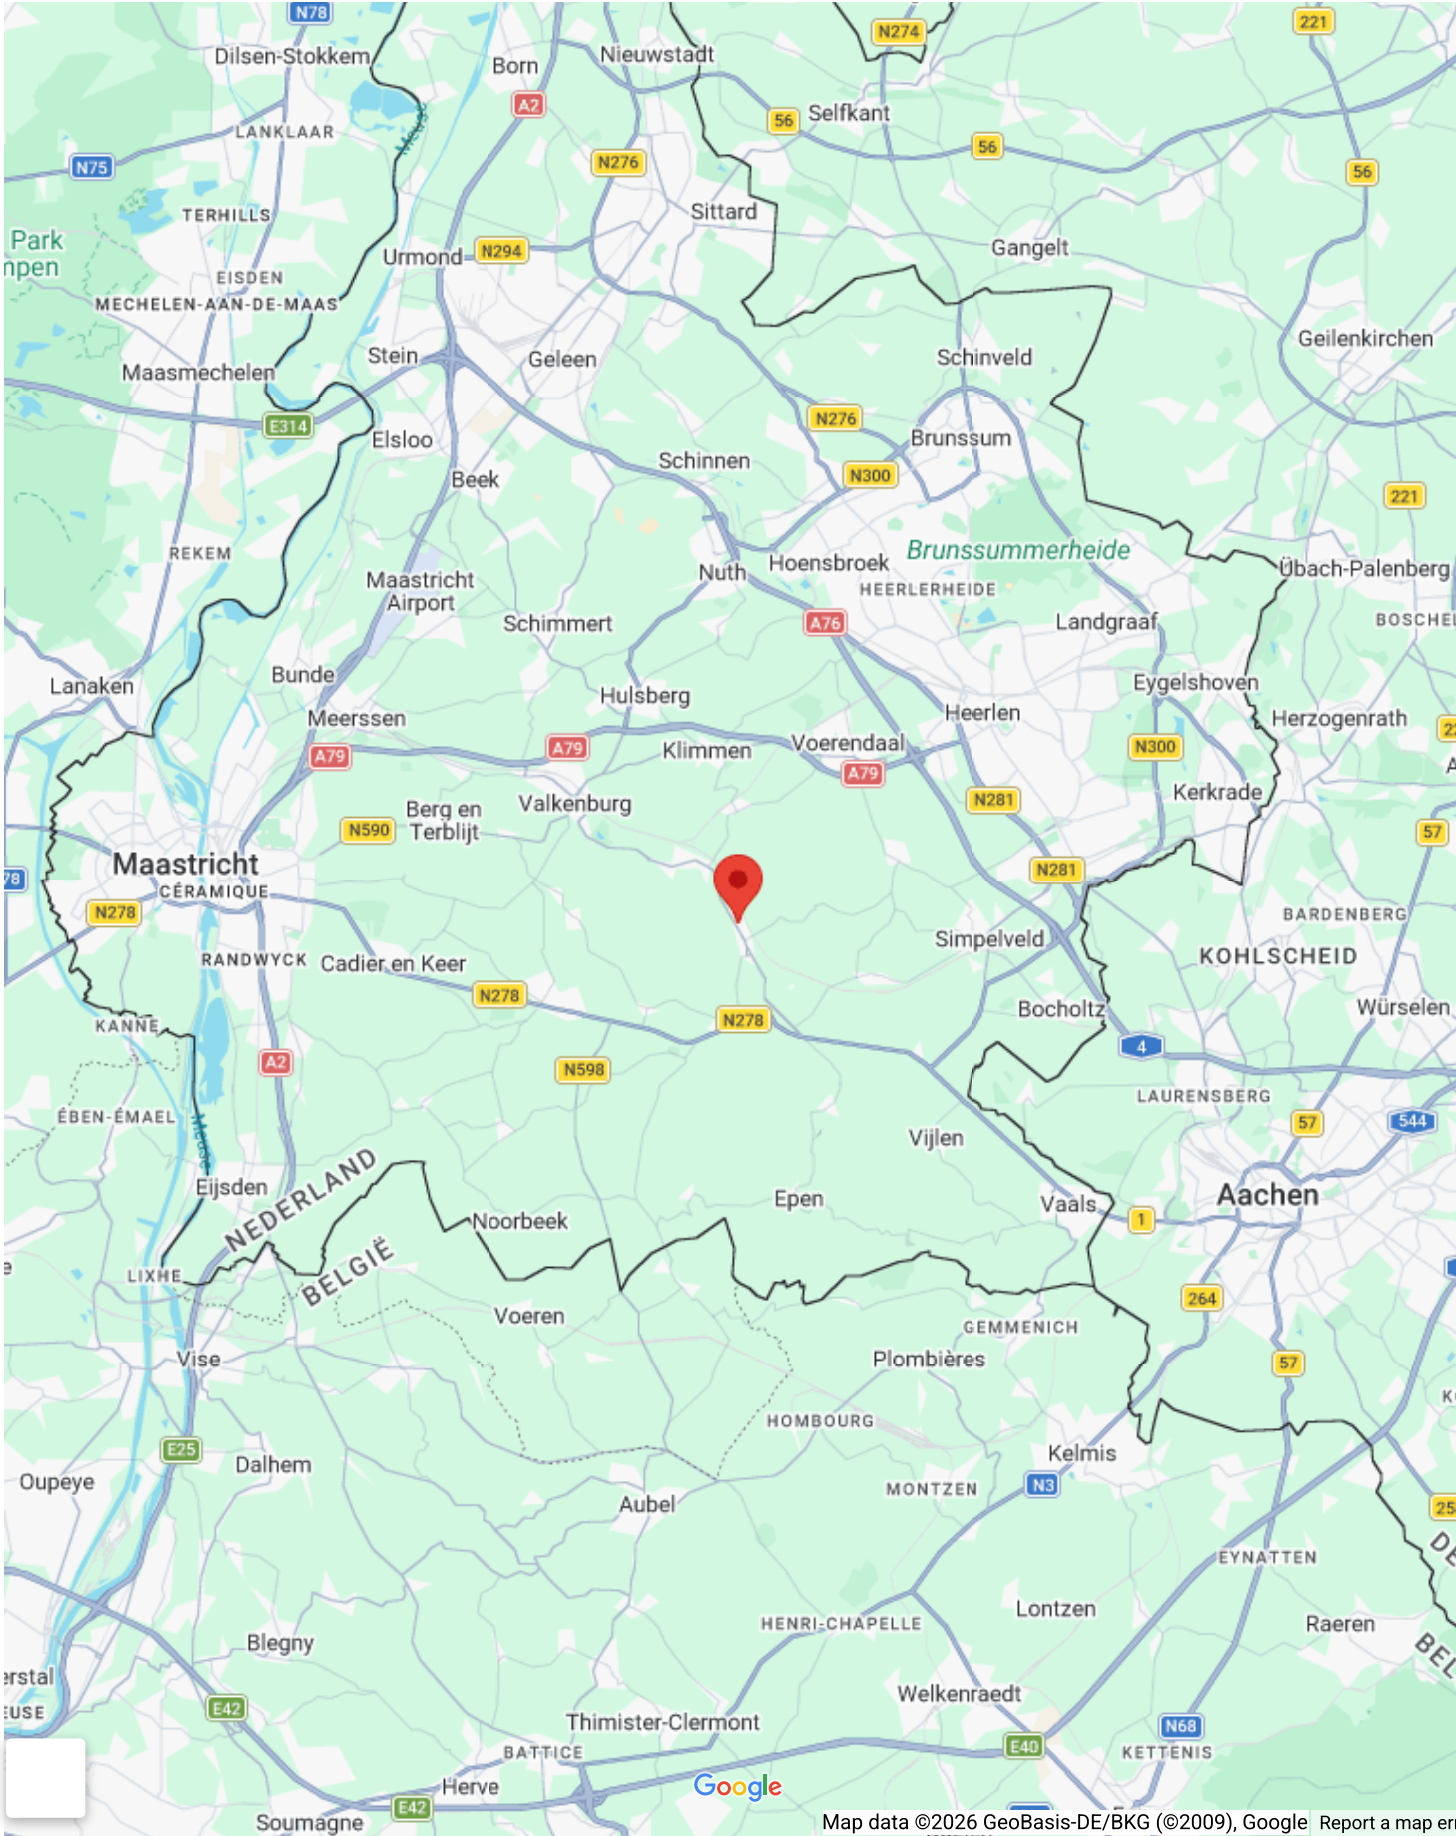 N78
N274
221
Dilsen-Stokkem
Born
Nieuwstadt
A2
Selfkant
56
56
LANKLAAR
Meuse
N75
N276
56
TERHILLS
Sittard
Park
Urmond
N294
Gangelt
EISDEN
MECHELEN-AAN-DE-MAAS
Geilenkirchen
Stein
Geleen
Schinveld
Maasmechelen
E314
Elsloo
N276
Brunssum
Schinnen
N300
Beek
221
REKEM
Brunssummerheide
Hoensbroek
Nuth
Übach-Palenberg
Maastricht
Airport
HEERLERHEIDE
Schimmert
A76
Landgraaf
Bunde
Lanaken
Hulsberg
Eygelshoven
Meerssen
Heerlen
Herzogenrath
A79
A79
Klimmen
Voerendaal
N300
A79
Valkenburg
Kerkrade
N281
Berg en
Terblijt
N590
57
Maastricht
CÉRAMIQUE
N281
78
N278
BARDENBERG
Simpelveld
KOHLSCHEID
RANDWYCK
Cadier en Keer
N278
Bocholtz
Würselen
KANNE
N278
4
A2
N598
LAURENSBERG
ÉBEN-ÉMAEL
57
544
Meuse
Vijlen
Eijsden
NEDERLAND
Epen
Vaals
Aachen
Noorbeek
1
BELGIË
LIXHE
264
Voeren
GEMMENICH
Vise
Plombières
57
HOMBOURG
E25
Dalhem
Kelmis
Oupeye
MONTZEN
N3
Aubel
EYNATTEN
Lontzen
HENRI-CHAPELLE
Raeren
Blegny
E42
Welkenraedt
Thimister-Clermont
N68
BATTICE
E40
KETTENIS
Herve
Google
E42
Soumagne
Map data ©2026 GeoBasis-DE/BKG (©2009), Google
Report a map